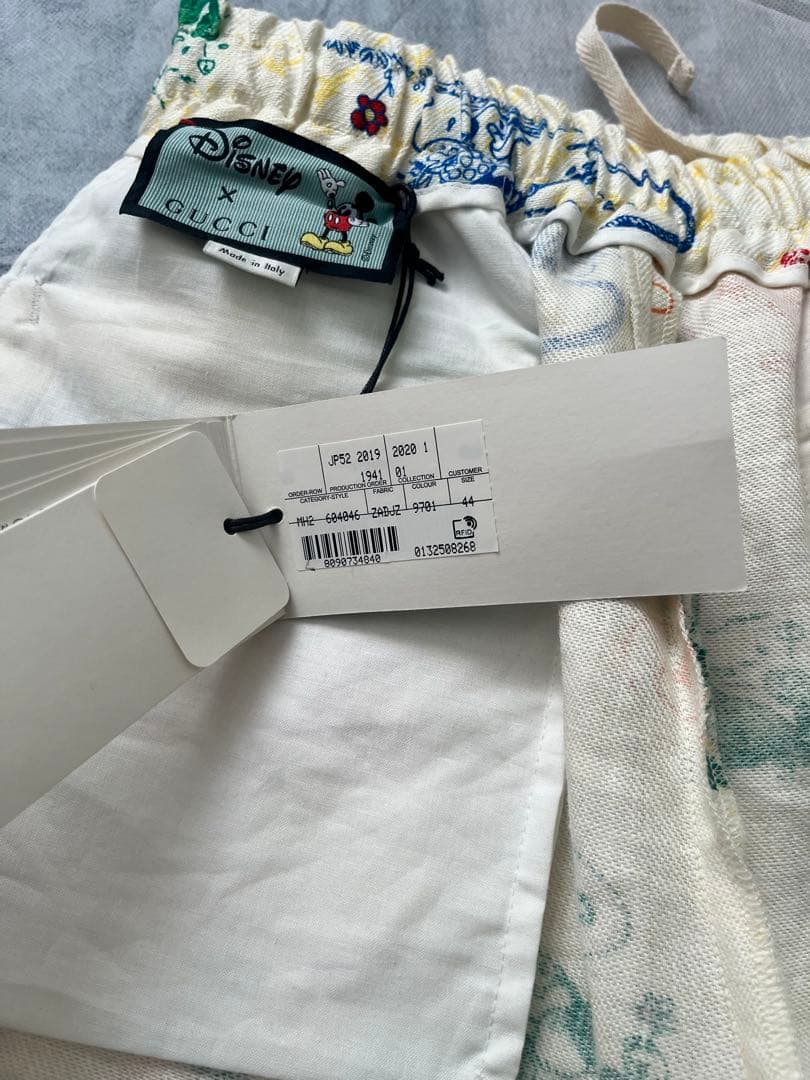 DISNEY
X
GUCCI
©Disney
Made in Italy
JP52 2019 2020 1
1941 01
ORDER-ROW PRODUCTION ORDER COLLECTION CUSTOMER
CATEGORY-STYLE FABRIC COLOUR SIZE
MH2 604046 ZADJZ 9701 44
RFID
8090734840 0132508268